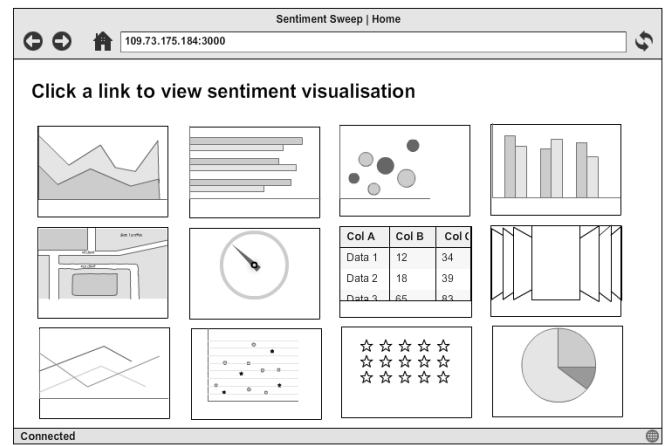 Sentiment Sweep | Home
109.73.175.184:3000
Click a link to view sentiment visualisation
Col A Col B Col
Data 1 12 34
Data 2 18 39
Data 3 65 83
Connected